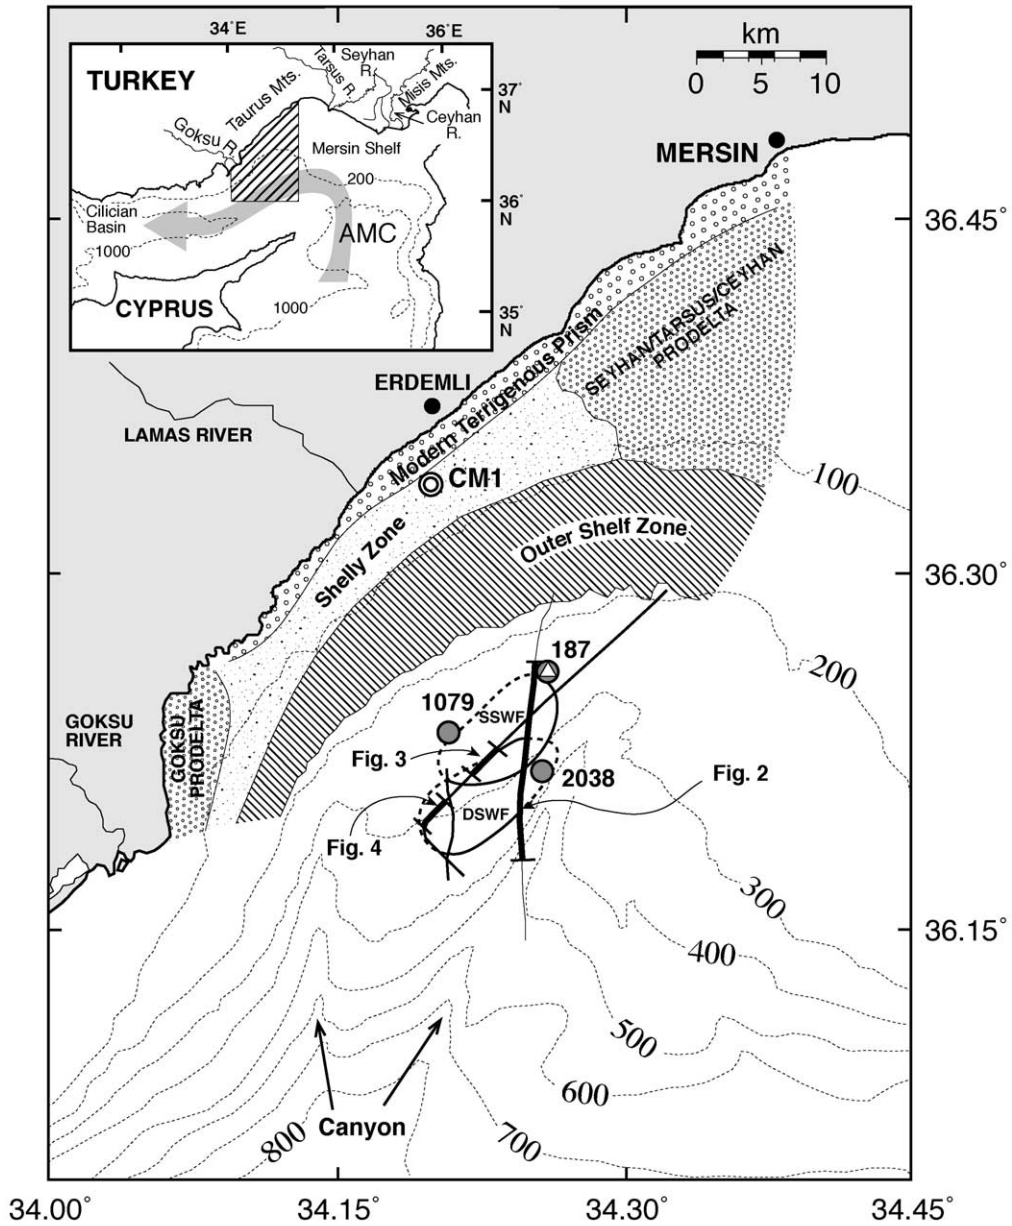 34°E
36°E
TURKEY
Taurus Mts.
Tarsus R.
Seyhan
R.
Misis Mts.
37°
N
Goksu R.
Ceyhan
R.
Mersin Shelf
200
36°
N
Cilician
Basin
1000
AMC
CYPRUS
1000
35°
N
km
0 5 10
MERSIN
36.45°
SEYHAN/TARSUS/CEYHAN
PRODELTA
Modern Terrigenous Prism
ERDEMLI
LAMAS RIVER
CM1
100
Shelly Zone
Outer Shelf Zone
36.30°
187
200
1079
SSWF
GOKSU
RIVER
GOKSU
PRODELTA
Fig. 3
2038
Fig. 2
DSWF
Fig. 4
300
36.15°
400
500
600
Canyon
800
700
34.00°
34.15°
34.30°
34.45°